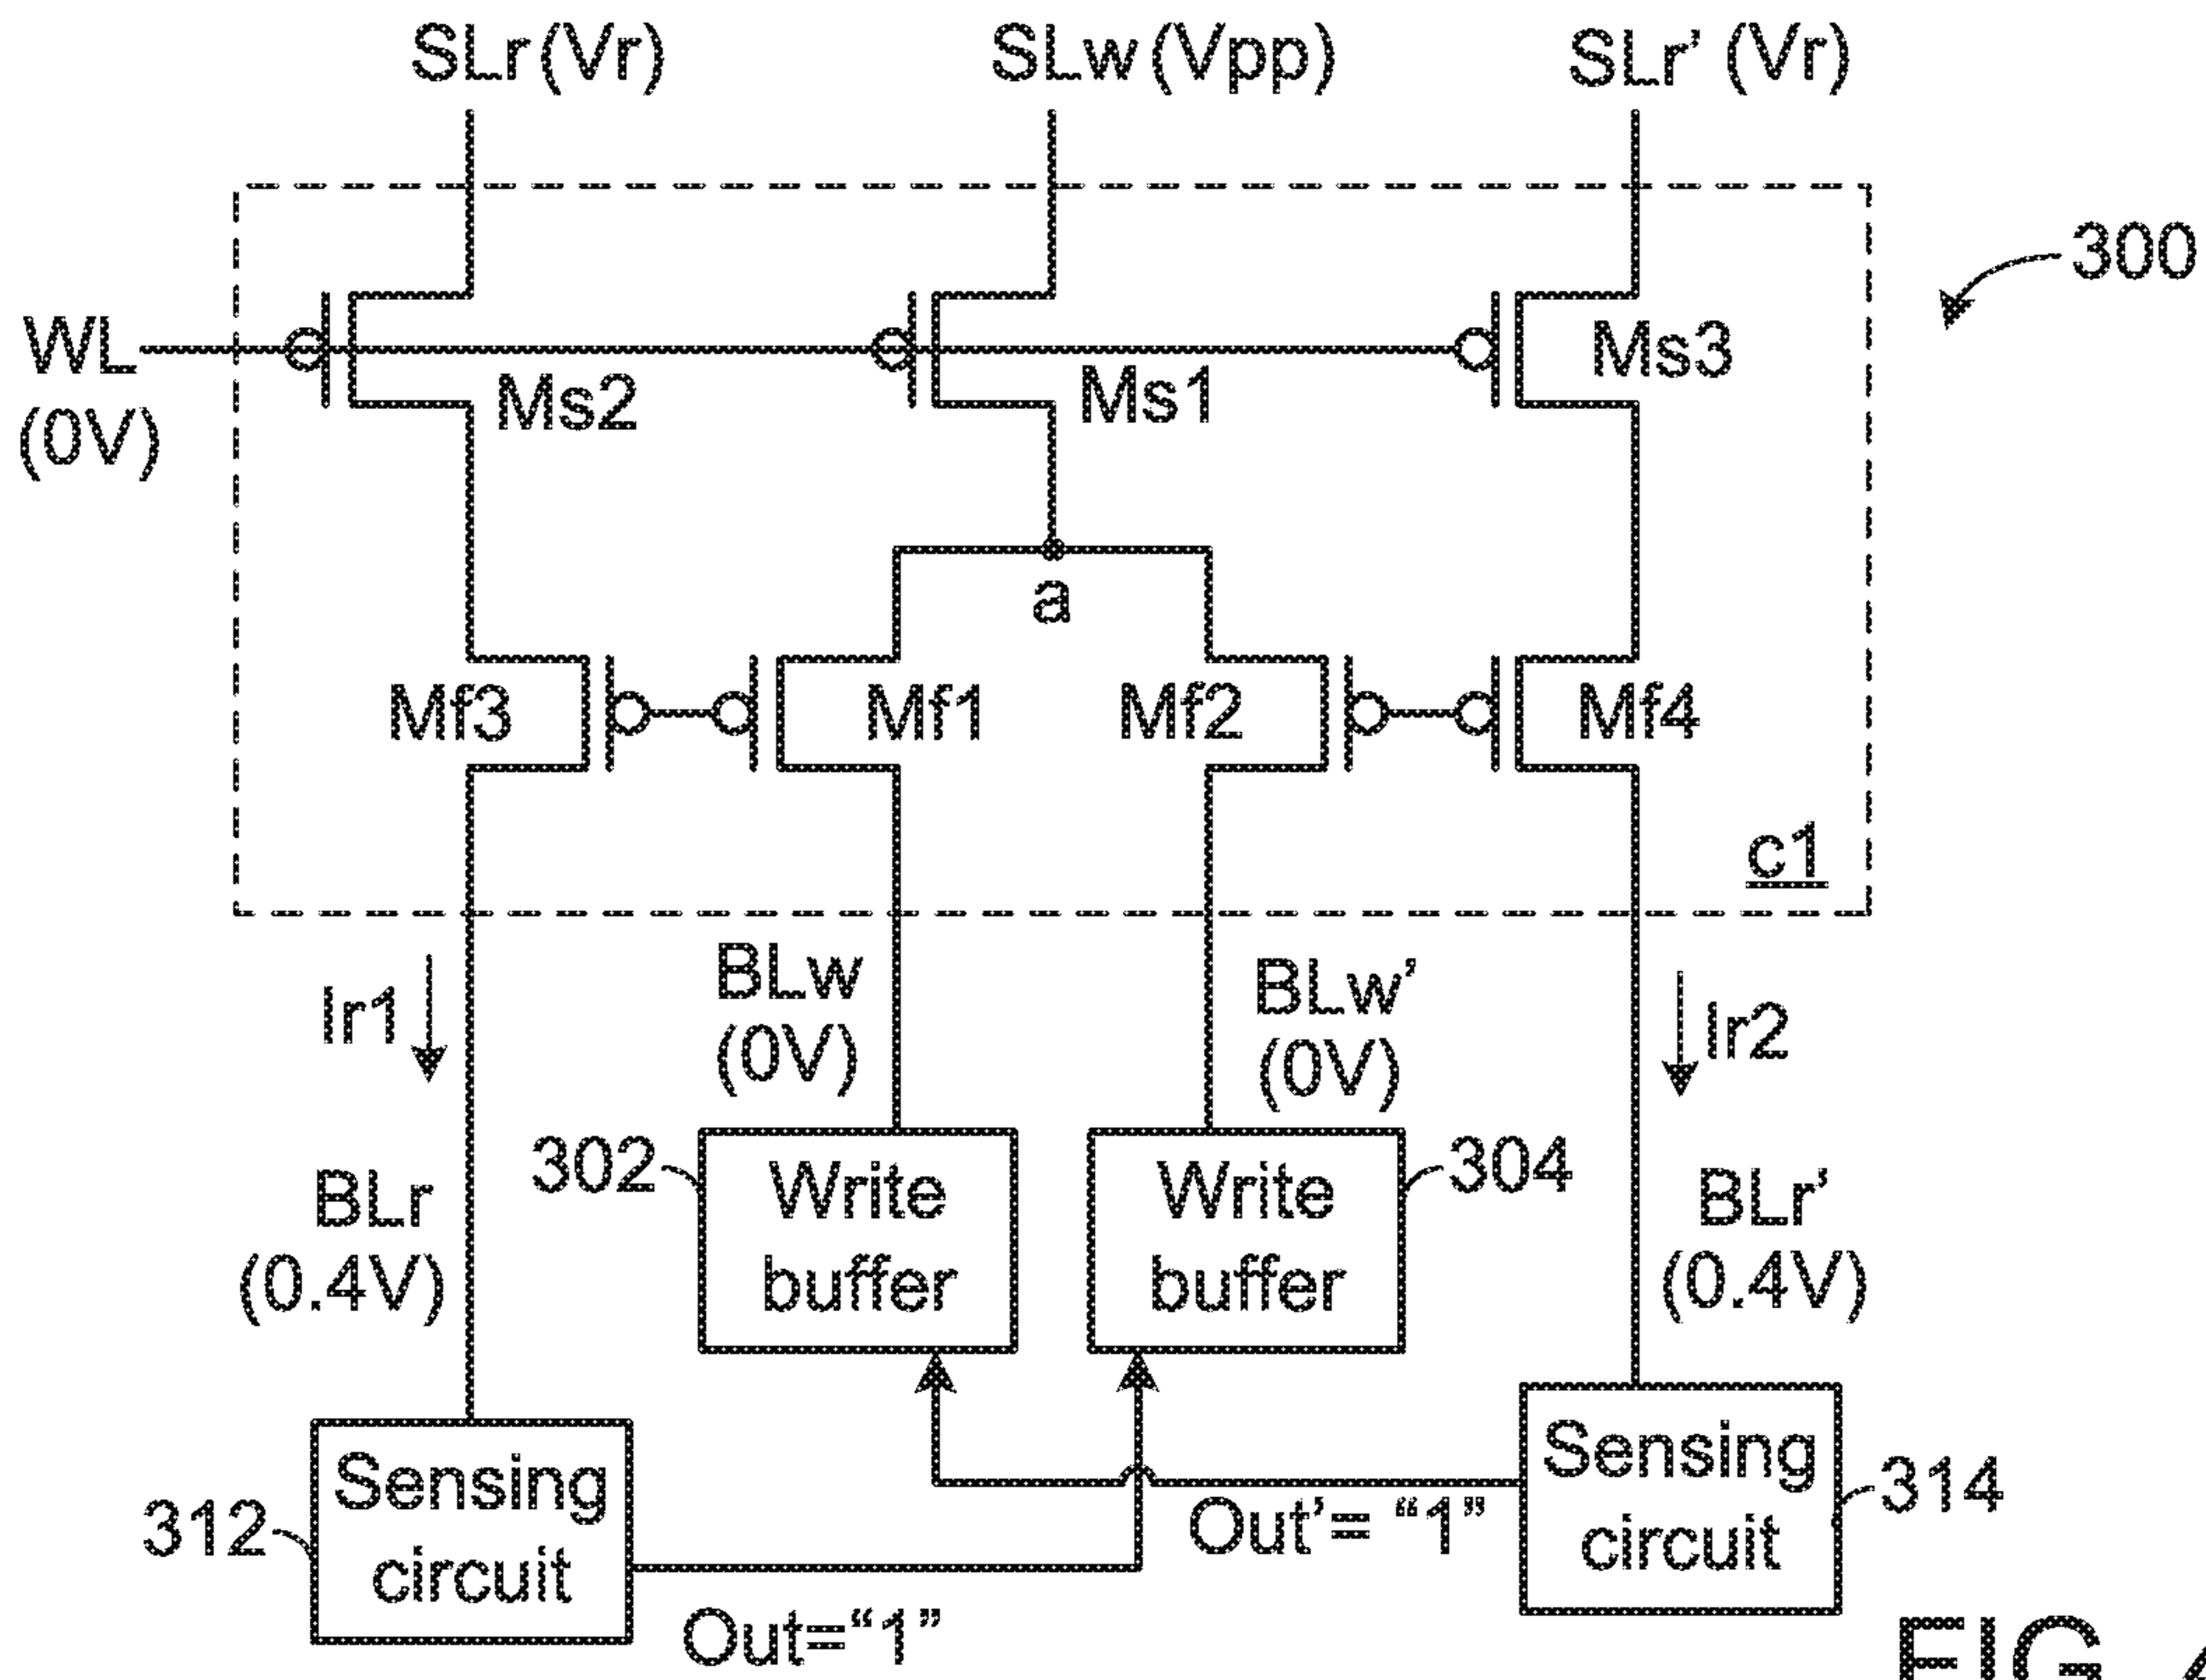 SLr (Vr)
SLw (Vpp)
SLr' (Vr)
300
WL
(0V)
Ms2
Ms1
Ms3
a
Mf3
Mf1
Mf2
Mf4
c1
Ir1
BLw
(0V)
BLw'
(0V)
Ir2
302
Write
buffer
Write
buffer
304
BLr
(0.4V)
BLr'
(0.4V)
312
Sensing
circuit
Out="1"
Out'= "1"
Sensing
circuit
314
FIG.